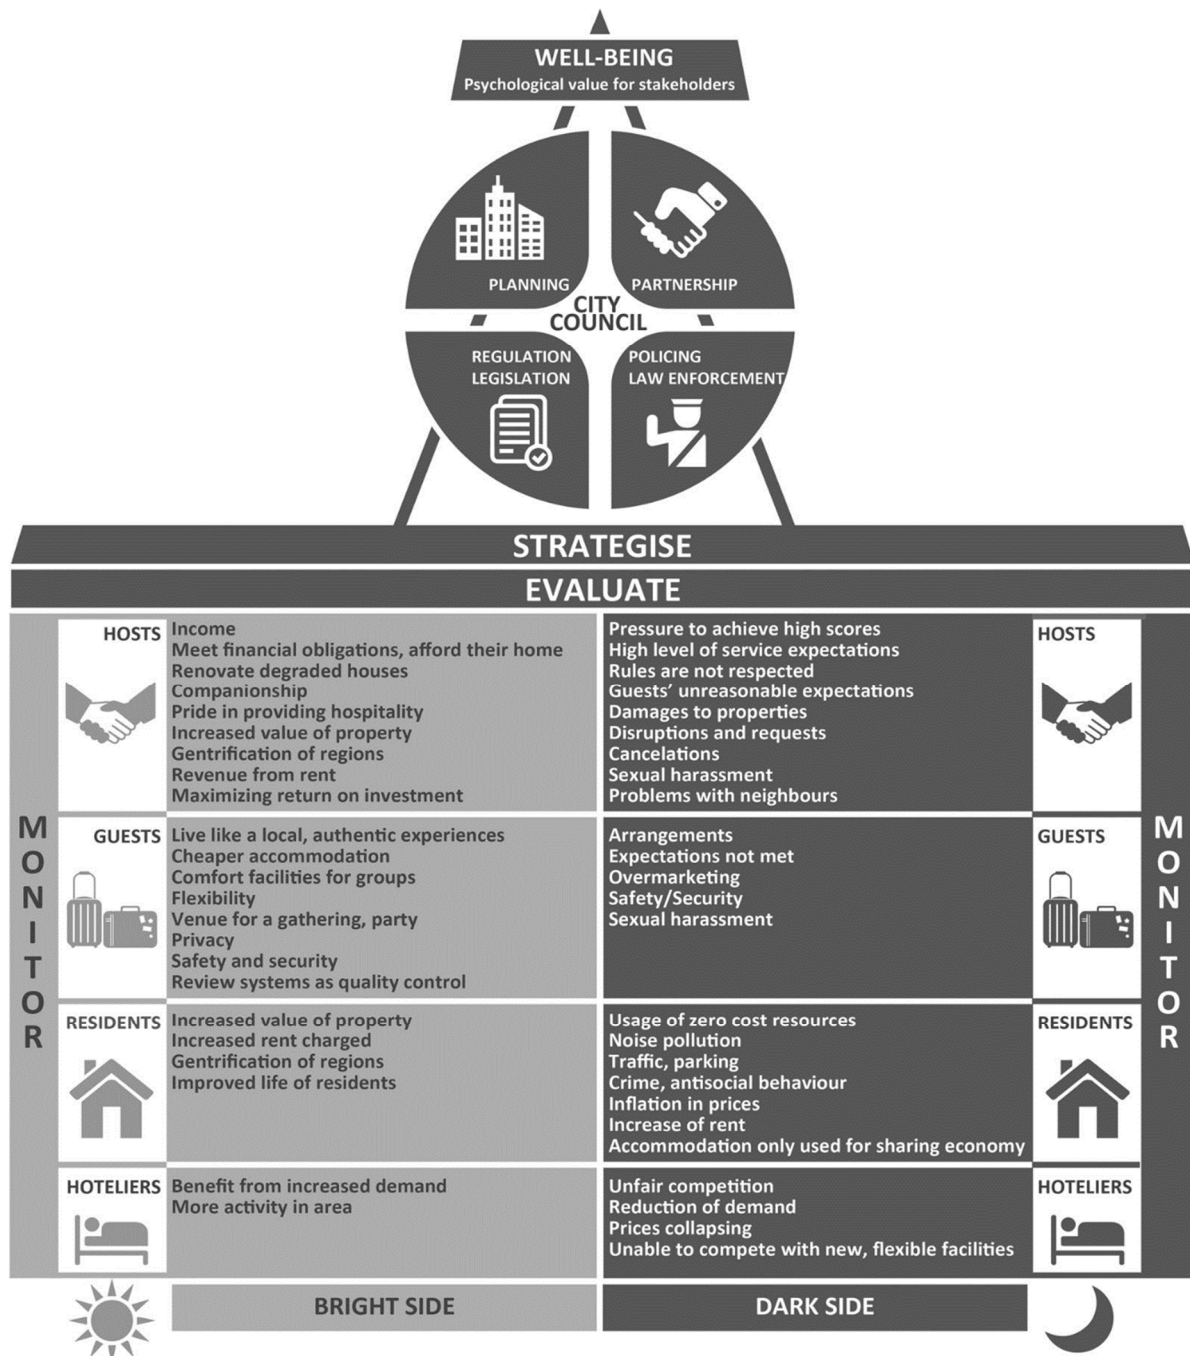 WELL-BEING
Psychological value for stakeholders
PLANNING
PARTNERSHIP
CITY
COUNCIL
REGULATION
LEGISLATION
POLICING
LAW ENFORCEMENT
STRATEGISE
EVALUATE
MONITOR
HOSTS
Income
Meet financial obligations, afford their home
Renovate degraded houses
Companionship
Pride in providing hospitality
Increased value of property
Gentrification of regions
Revenue from rent
Maximizing return on investment
Pressure to achieve high scores
High level of service expectations
Rules are not respected
Guests' unreasonable expectations
Damages to properties
Disruptions and requests
Cancelations
Sexual harassment
Problems with neighbours
HOSTS
GUESTS
Live like a local, authentic experiences
Cheaper accommodation
Comfort facilities for groups
Flexibility
Venue for a gathering, party
Privacy
Safety and security
Review systems as quality control
Arrangements
Expectations not met
Overmarketing
Safety/Security
Sexual harassment
GUESTS
RESIDENTS
Increased value of property
Increased rent charged
Gentrification of regions
Improved life of residents
Usage of zero cost resources
Noise pollution
Traffic, parking
Crime, antisocial behaviour
Inflation in prices
Increase of rent
Accommodation only used for sharing economy
RESIDENTS
HOTELIERS
Benefit from increased demand
More activity in area
Unfair competition
Reduction of demand
Prices collapsing
Unable to compete with new, flexible facilities
HOTELIERS
MONITOR
BRIGHT SIDE
DARK SIDE